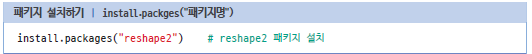 패키지 설치하기 | install.packges("패키지명")
install.packages("reshape2") # reshape2 패키지 설치